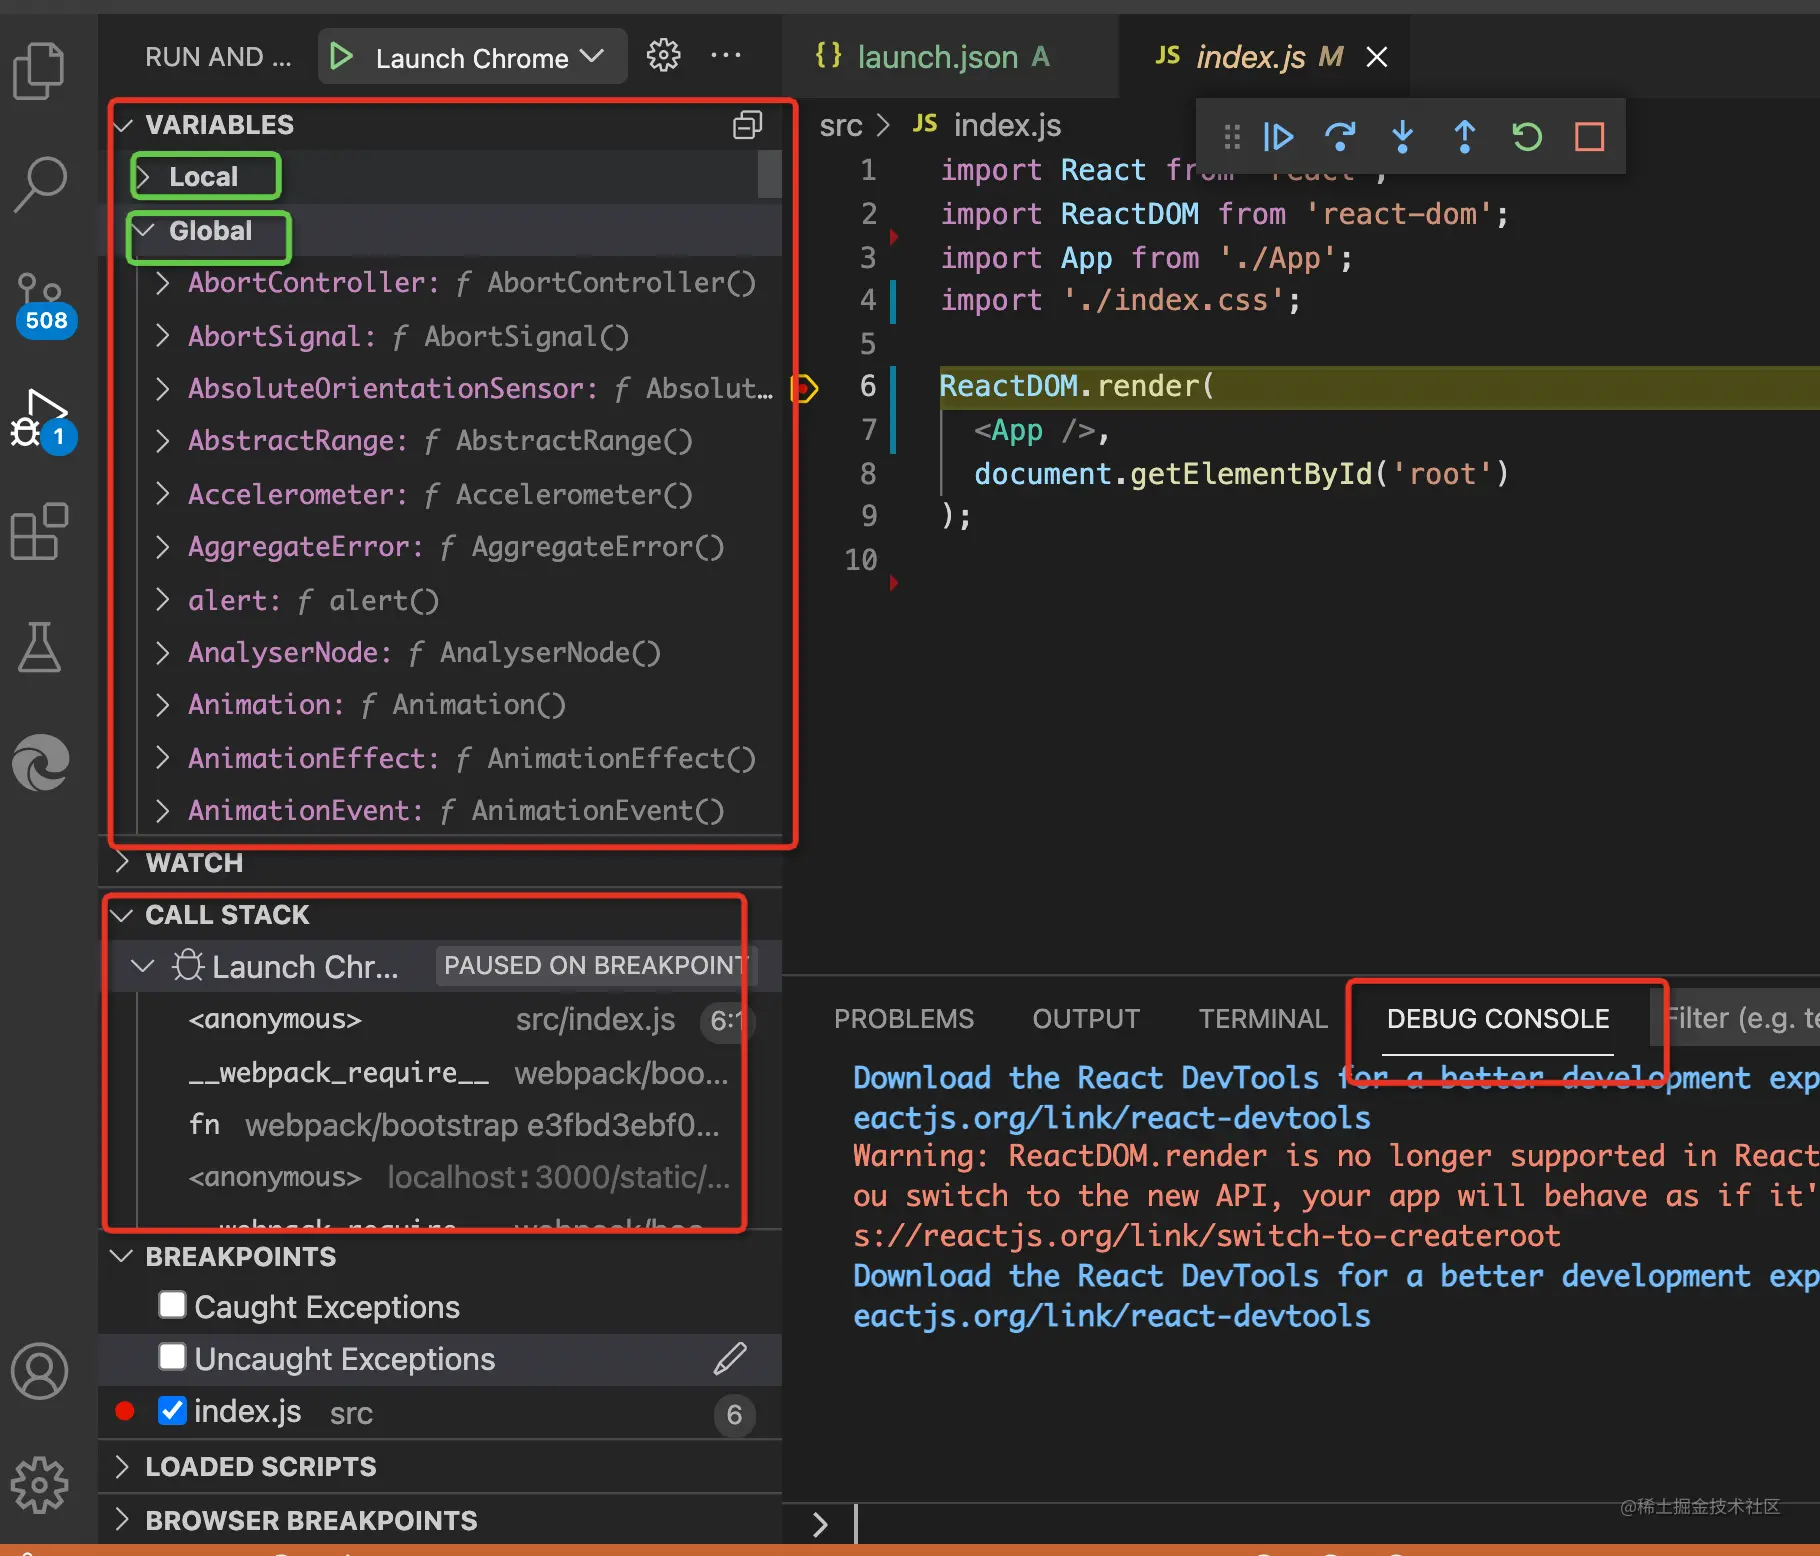 RUN AND ...
Launch Chrome
VARIABLES
Local
Global
AbortController: ƒ AbortController()
AbortSignal: ƒ AbortSignal()
AbsoluteOrientationSensor: ƒ Absolut…
AbstractRange: ƒ AbstractRange()
Accelerometer: ƒ Accelerometer()
AggregateError: ƒ AggregateError()
alert: ƒ alert()
AnalyserNode: ƒ AnalyserNode()
Animation: ƒ Animation()
AnimationEffect: ƒ AnimationEffect()
AnimationEvent: ƒ AnimationEvent()
WATCH
CALL STACK
Launch Chr... PAUSED ON BREAKPOINT
<anonymous> src/index.js 6:1
__webpack_require__ webpack/boo...
fn webpack/bootstrap e3fbd3ebf0...
<anonymous> localhost:3000/static/...
__webpack_require__ webpack/boo...
BREAKPOINTS
Caught Exceptions
Uncaught Exceptions
index.js src 6
LOADED SCRIPTS
BROWSER BREAKPOINTS
508
1
{} launch.json A
JS index.js M
src > JS index.js
1 import React from 'react';
2 import ReactDOM from 'react-dom';
3 import App from './App';
4 import './index.css';
5
6 ReactDOM.render(
7 <App />,
8 document.getElementById('root')
9 );
10
PROBLEMS OUTPUT TERMINAL DEBUG CONSOLE Filter (e.g. te
Download the React DevTools for a better development exp
eactjs.org/link/react-devtools
Warning: ReactDOM.render is no longer supported in React
ou switch to the new API, your app will behave as if it'
s://reactjs.org/link/switch-to-createroot
Download the React DevTools for a better development exp
eactjs.org/link/react-devtools
@稀土掘金技术社区